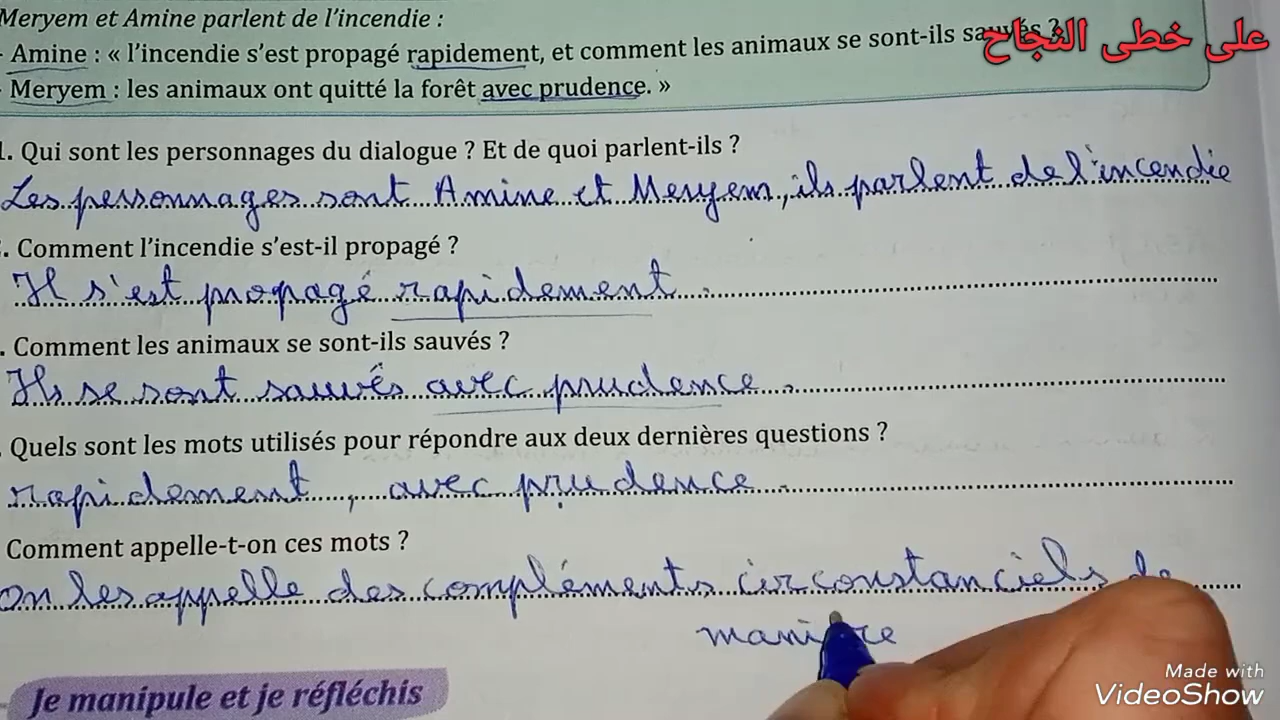 Meryem et Amine parlent de l'incendie :
- Amine : « l'incendie s'est propagé rapidement, et comment les animaux se sont-ils sauvés ?
على خطى النجاح
- Meryem : les animaux ont quitté la forêt avec prudence. »
1. Qui sont les personnages du dialogue ? Et de quoi parlent-ils ?
Les personnages sont Amine et Meryem, ils parlent de l'incendie
. Comment l'incendie s'est-il propagé ?
Il s'est propagé rapidement.
. Comment les animaux se sont-ils sauvés ?
Ils se sont sauvés avec prudence.
. Quels sont les mots utilisés pour répondre aux deux dernières questions ?
rapidement, avec prudence.
Comment appelle-t-on ces mots ?
On les appelle des compléments circonstanciels de
Je manipule et je réfléchis
Made with
VideoShow